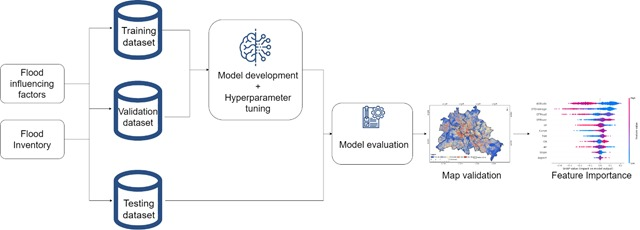 Flood
influencing
factors
Flood
Inventory
Training
dataset
Validation
dataset
Testing
dataset
Model development
+
Hyperparameter
tuning
Model evaluation
Map validation
Feature Importance